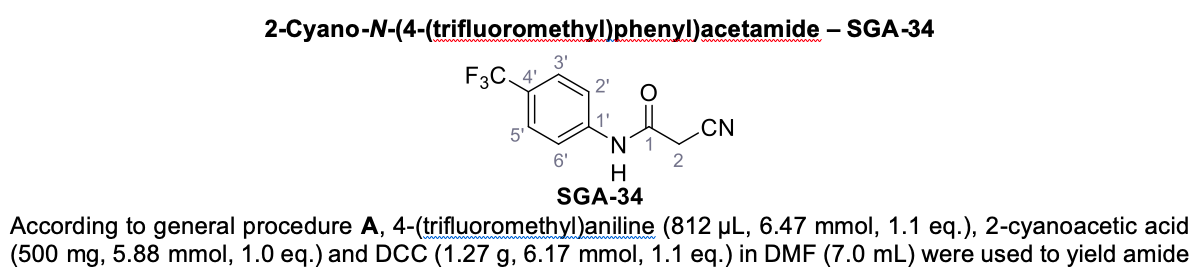 2-Cyano-N-(4-(trifluoromethyl)phenyl)acetamide – SGA-34
3'
F3C 4' 2' O
1' CN
5' N 1
6' H 2
SGA-34
According to general procedure A, 4-(trifluoromethyl)aniline (812 µL, 6.47 mmol, 1.1 eq.), 2-cyanoacetic acid
(500 mg, 5.88 mmol, 1.0 eq.) and DCC (1.27 g, 6.17 mmol, 1.1 eq.) in DMF (7.0 mL) were used to yield amide